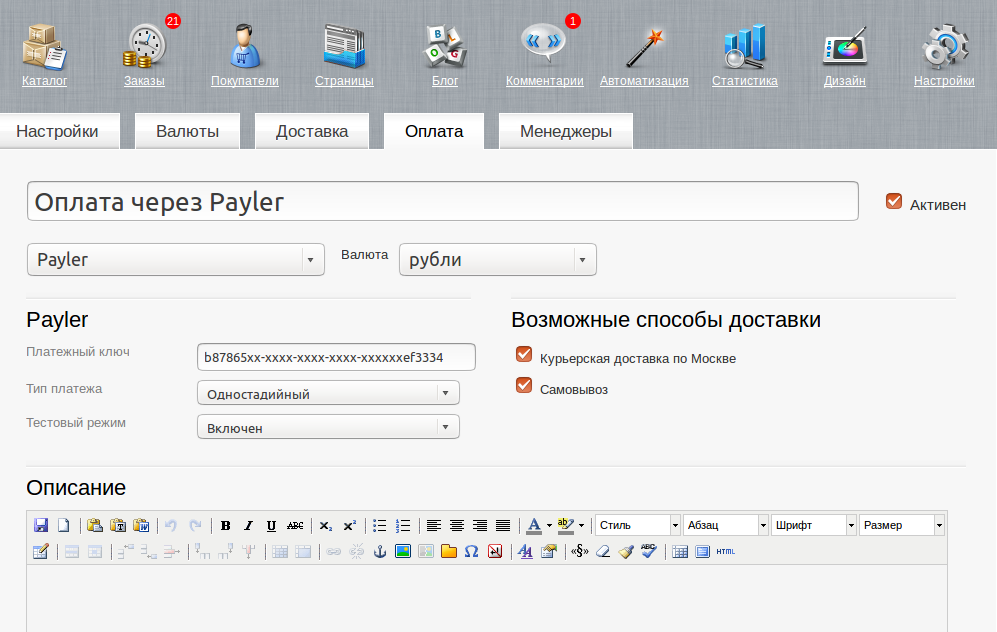 21 1
Каталог Заказы Покупатели Страницы Блог Комментарии Автоматизация Статистика Дизайн Настройки
Настройки Валюты Доставка Оплата Менеджеры
Оплата через Payler Активен
Payler Валюта рубли
Payler Возможные способы доставки
Платежный ключ b87865xx-xxxx-xxxx-xxxx-xxxxxxef3334 Курьерская доставка по Москве
Тип платежа Одностадийный Самовывоз
Тестовый режим Включен
Описание
Стиль Абзац Шрифт Размер
HTML